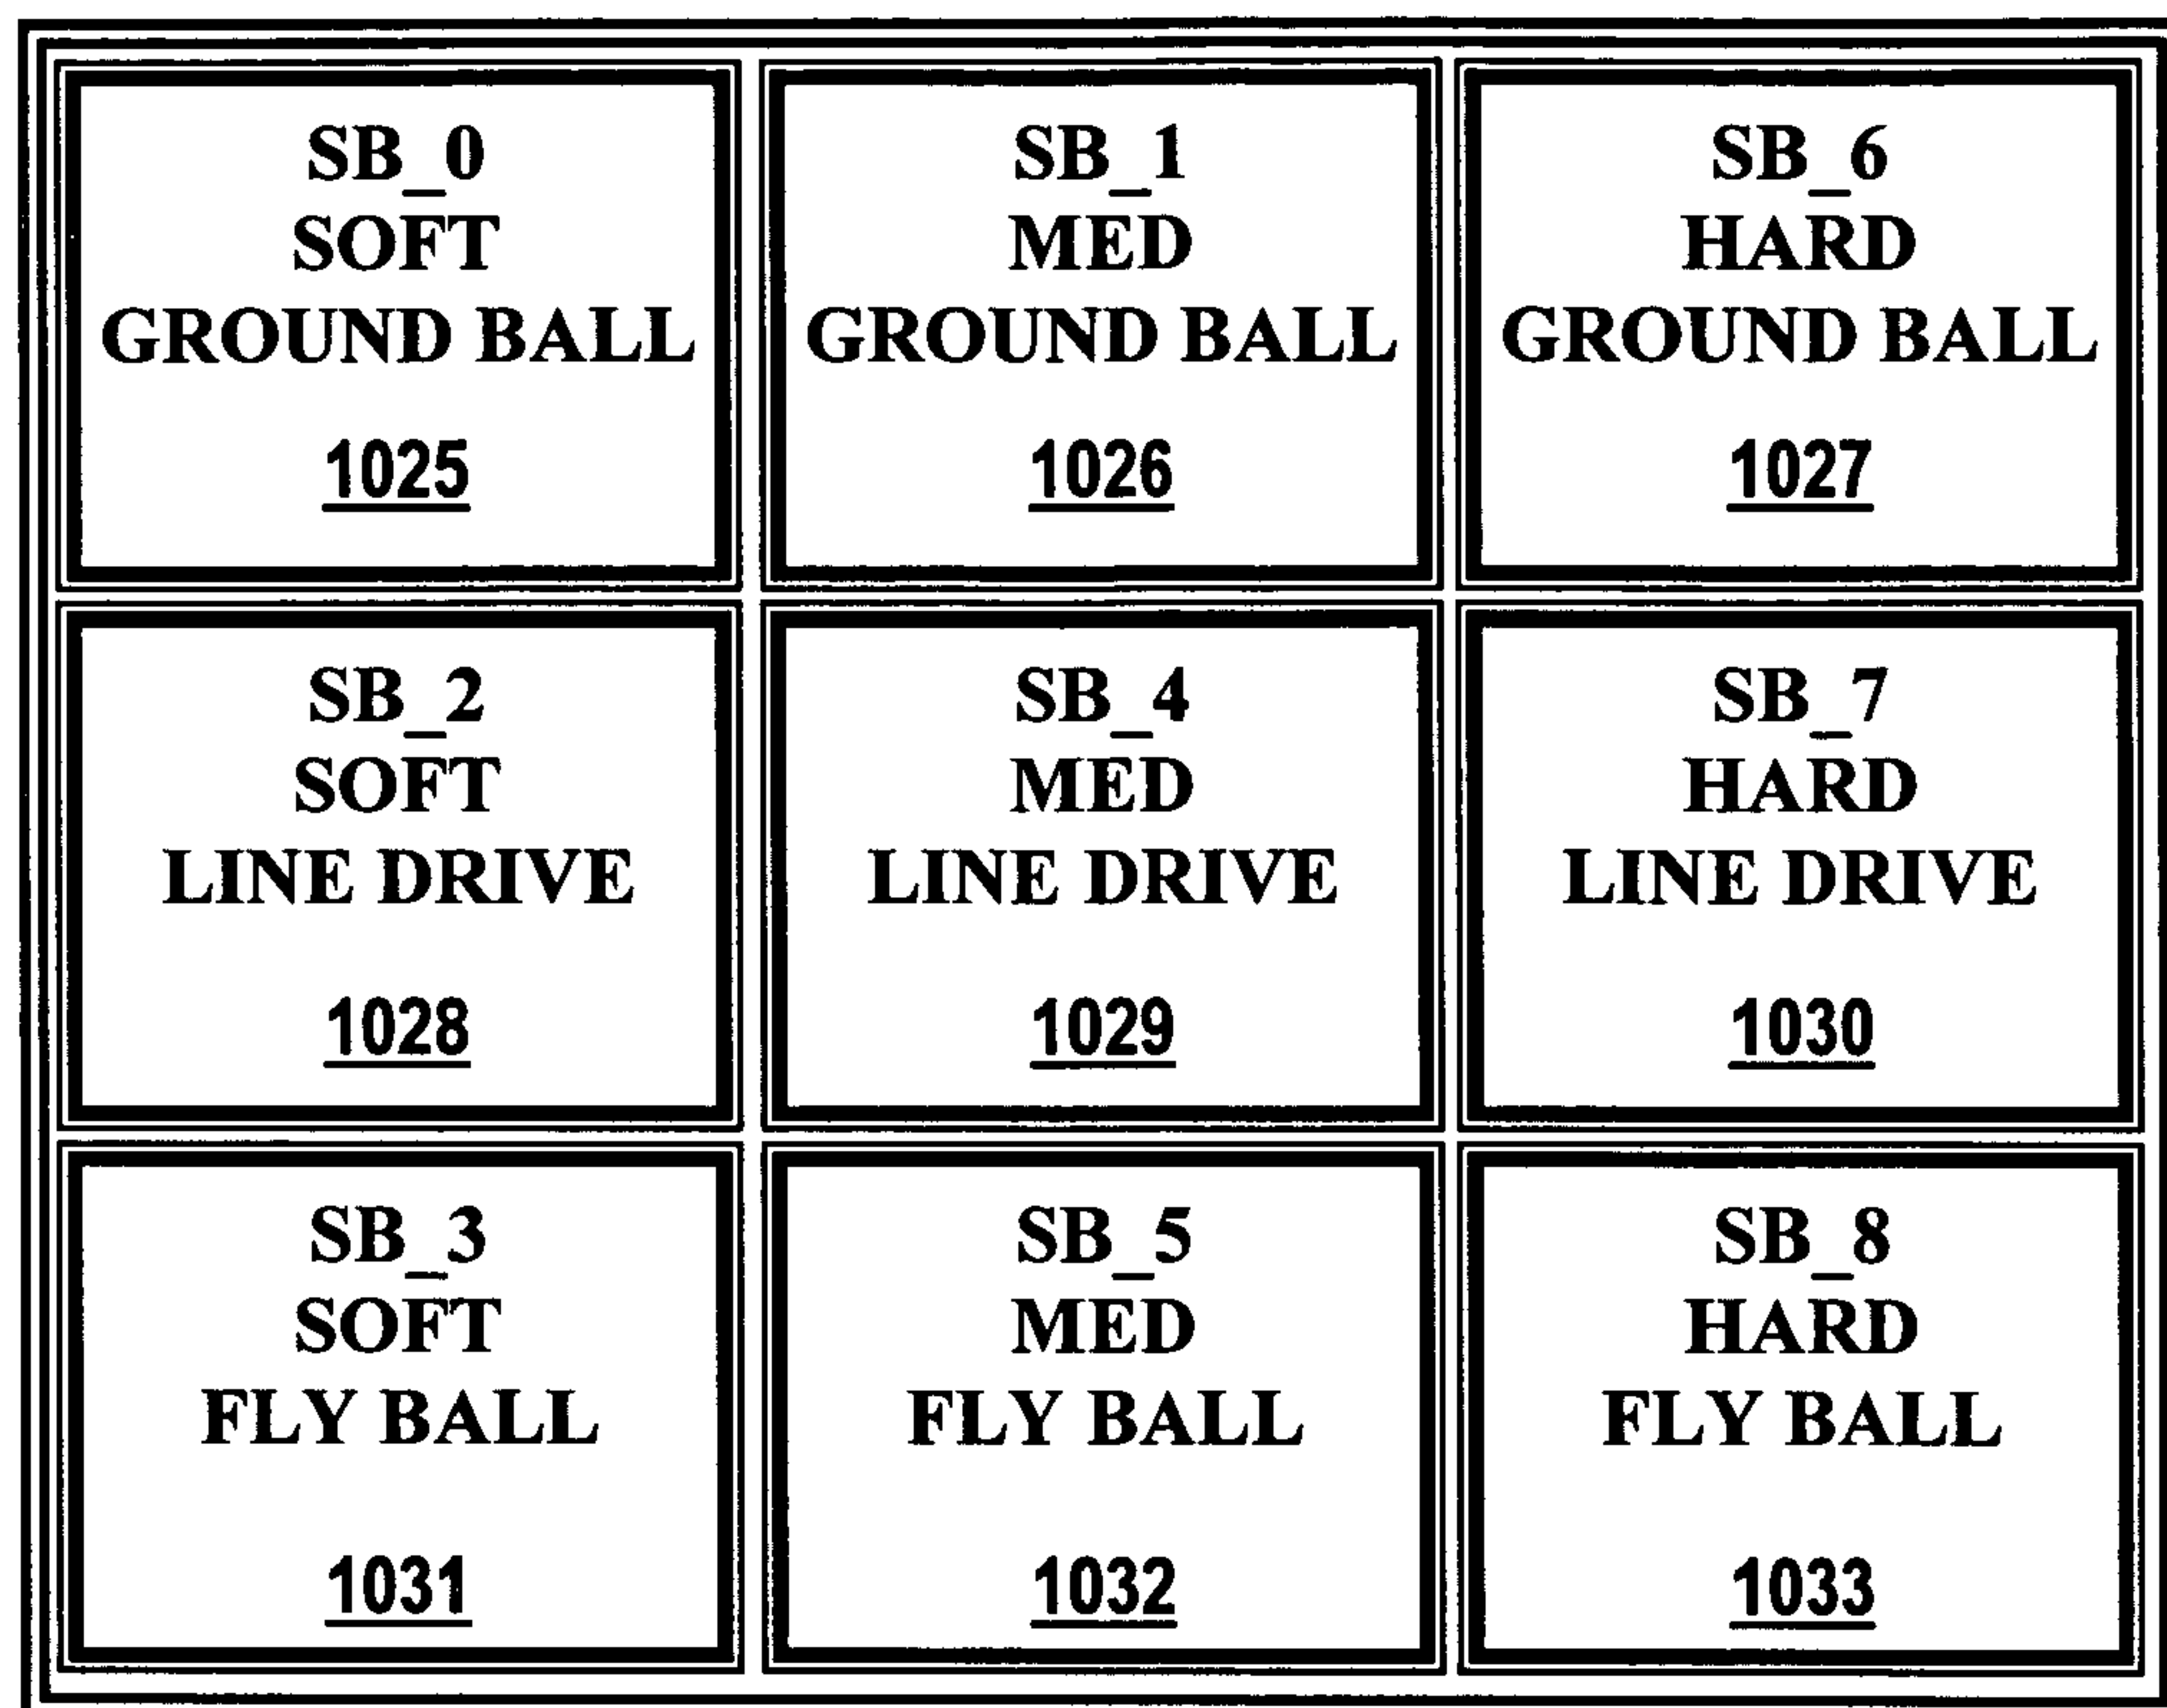 SB_0
SOFT
GROUND BALL
1025
SB_1
MED
GROUND BALL
1026
SB_6
HARD
GROUND BALL
1027
SB_2
SOFT
LINE DRIVE
1028
SB_4
MED
LINE DRIVE
1029
SB_7
HARD
LINE DRIVE
1030
SB_3
SOFT
FLY BALL
1031
SB_5
MED
FLY BALL
1032
SB_8
HARD
FLY BALL
1033